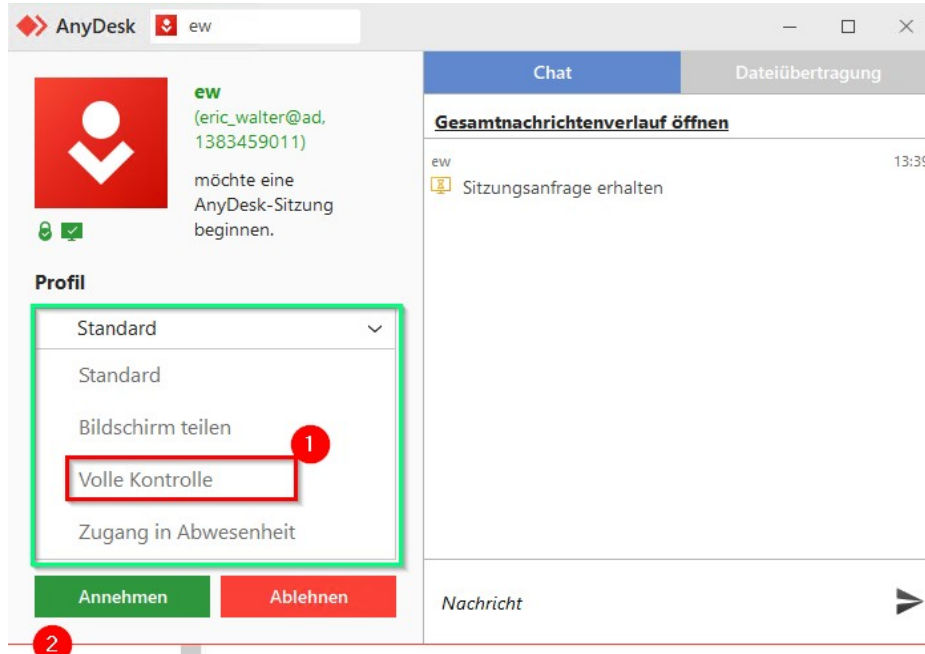 AnyDesk ew
ew
(eric_walter@ad,
1383459011)
möchte eine
AnyDesk-Sitzung
beginnen.
Profil
Standard
Standard
Bildschirm teilen
1
Volle Kontrolle
Zugang in Abwesenheit
Annehmen Ablehnen
2
Chat Dateiübertragung
Gesamtnachrichtenverlauf öffnen
ew 13:39
Sitzungsanfrage erhalten
Nachricht